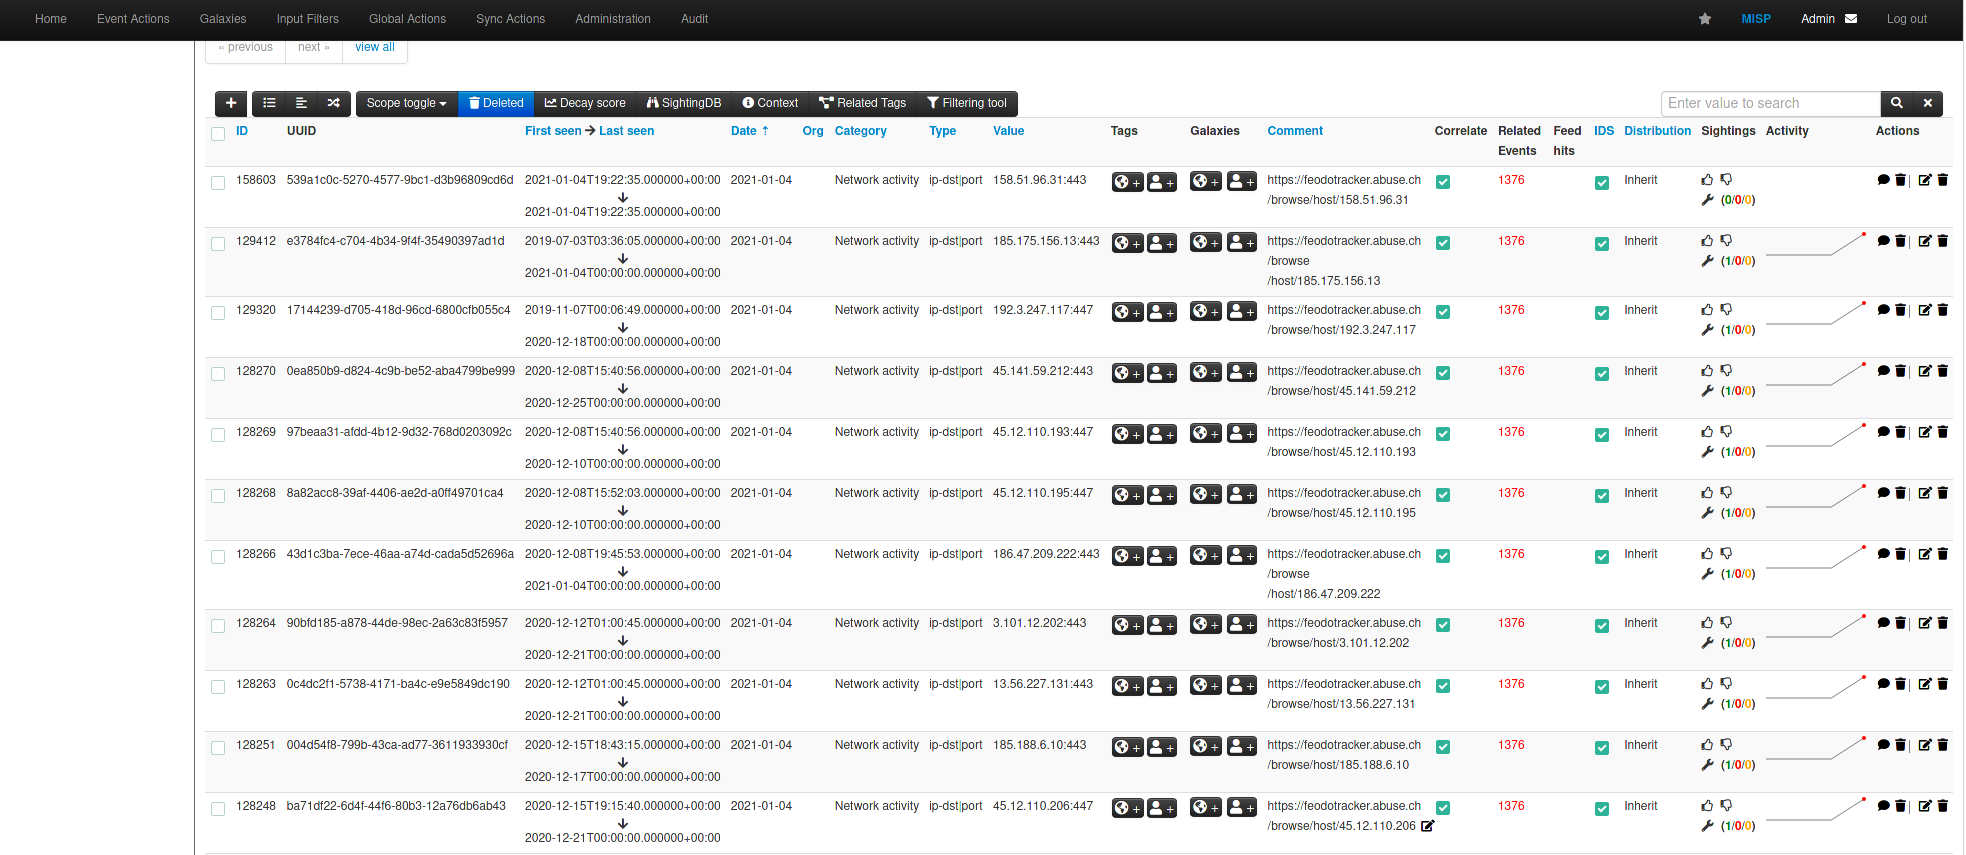 Home Event Actions Galaxies Input Filters Global Actions Sync Actions Administration Audit MISP Admin Log out
« previous next » view all
+ Scope toggle Deleted Decay score SightingDB Context Related Tags Filtering tool Enter value to search
ID UUID First seen → Last seen Date ↑ Org Category Type Value Tags Galaxies Comment Correlate Related Feed IDS Distribution Sightings Activity Actions
Events hits
158603 539a1c0c-5270-4577-9bc1-d3b96809cd6d 2021-01-04T19:22:35.000000+00:00 2021-01-04 Network activity ip-dst|port 158.51.96.31:443 + + + + https://feodotracker.abuse.ch 1376 Inherit
/browse/host/158.51.96.31 (0/0/0)
2021-01-04T19:22:35.000000+00:00
129412 e3784fc4-c704-4b34-9f4f-35490397ad1d 2019-07-03T03:36:05.000000+00:00 2021-01-04 Network activity ip-dst|port 185.175.156.13:443 + + + + https://feodotracker.abuse.ch 1376 Inherit
/browse (1/0/0)
2021-01-04T00:00:00.000000+00:00
/host/185.175.156.13
129320 17144239-d705-418d-96cd-6800cfb055c4 2019-11-07T00:06:49.000000+00:00 2021-01-04 Network activity ip-dst|port 192.3.247.117:447 + + + + https://feodotracker.abuse.ch 1376 Inherit
/browse/host/192.3.247.117 (1/0/0)
2020-12-18T00:00:00.000000+00:00
128270 0ea850b9-d824-4c9b-be52-aba4799be999 2020-12-08T15:40:56.000000+00:00 2021-01-04 Network activity ip-dst|port 45.141.59.212:443 + + + + https://feodotracker.abuse.ch 1376 Inherit
/browse/host/45.141.59.212 (1/0/0)
2020-12-25T00:00:00.000000+00:00
128269 97beaa31-afdd-4b12-9d32-768d0203092c 2020-12-08T15:40:56.000000+00:00 2021-01-04 Network activity ip-dst|port 45.12.110.193:447 + + + + https://feodotracker.abuse.ch 1376 Inherit
/browse/host/45.12.110.193 (1/0/0)
2020-12-10T00:00:00.000000+00:00
128268 8a82acc8-39af-4406-ae2d-a0ff49701ca4 2020-12-08T15:52:03.000000+00:00 2021-01-04 Network activity ip-dst|port 45.12.110.195:447 + + + + https://feodotracker.abuse.ch 1376 Inherit
/browse/host/45.12.110.195 (1/0/0)
2020-12-10T00:00:00.000000+00:00
128266 43d1c3ba-7ece-46aa-a74d-cada5d52696a 2020-12-08T19:45:53.000000+00:00 2021-01-04 Network activity ip-dst|port 186.47.209.222:443 + + + + https://feodotracker.abuse.ch 1376 Inherit
/browse (1/0/0)
2021-01-04T00:00:00.000000+00:00
/host/186.47.209.222
128264 90bfd185-a878-44de-98ec-2a63c83f5957 2020-12-12T01:00:45.000000+00:00 2021-01-04 Network activity ip-dst|port 3.101.12.202:443 + + + + https://feodotracker.abuse.ch 1376 Inherit
/browse/host/3.101.12.202 (1/0/0)
2020-12-21T00:00:00.000000+00:00
128263 0c4dc2f1-5738-4171-ba4c-e9e5849dc190 2020-12-12T01:00:45.000000+00:00 2021-01-04 Network activity ip-dst|port 13.56.227.131:443 + + + + https://feodotracker.abuse.ch 1376 Inherit
/browse/host/13.56.227.131 (1/0/0)
2020-12-21T00:00:00.000000+00:00
128251 004d54f8-799b-43ca-ad77-3611933930cf 2020-12-15T18:43:15.000000+00:00 2021-01-04 Network activity ip-dst|port 185.188.6.10:443 + + + + https://feodotracker.abuse.ch 1376 Inherit
/browse/host/185.188.6.10 (1/0/0)
2020-12-17T00:00:00.000000+00:00
128248 ba71df22-6d4f-44f6-80b3-12a76db6ab43 2020-12-15T19:15:40.000000+00:00 2021-01-04 Network activity ip-dst|port 45.12.110.206:447 + + + + https://feodotracker.abuse.ch 1376 Inherit
/browse/host/45.12.110.206 (1/0/0)
2020-12-21T00:00:00.000000+00:00